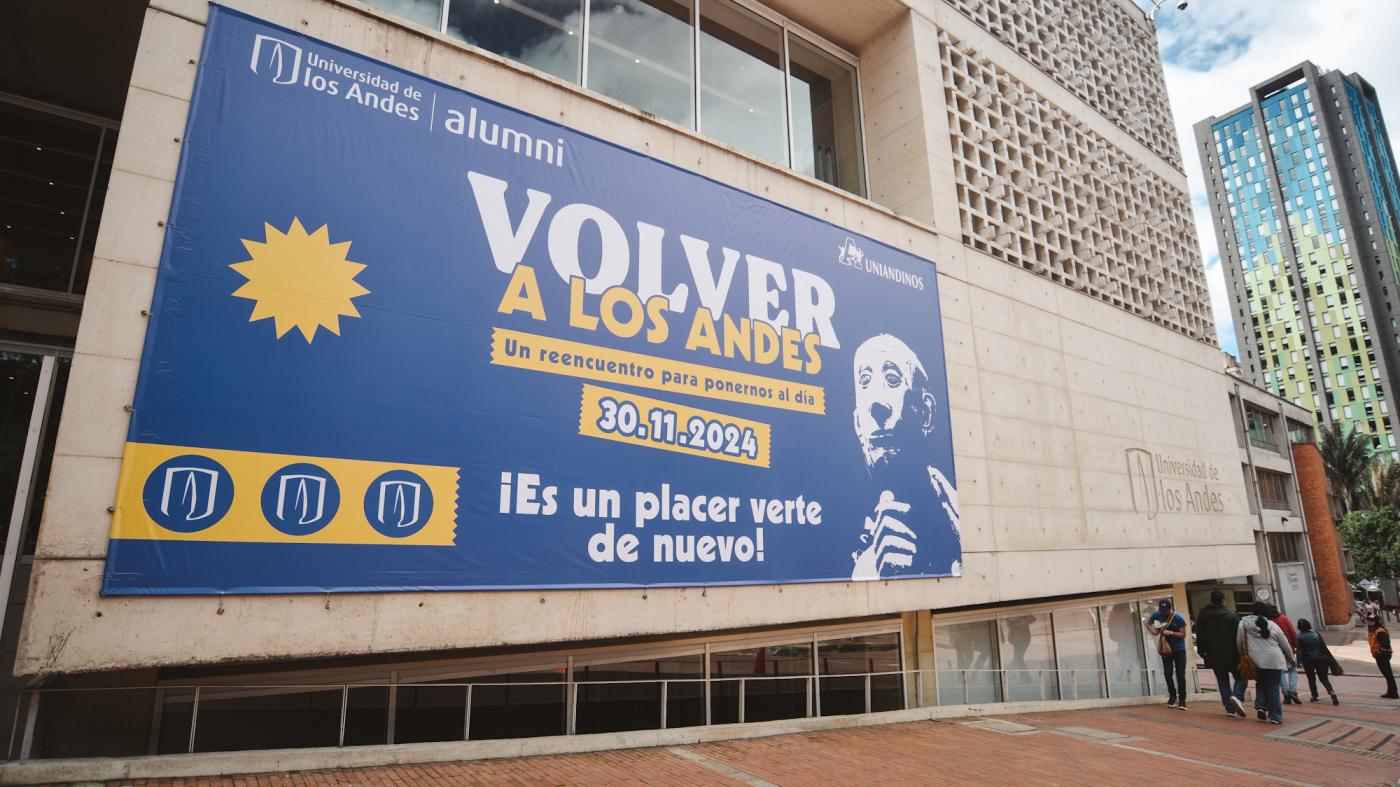 Universidad de
los Andes
alumni
VOLVER
A LOS ANDES
UNIANDINOS
Un reencuentro para ponernos al día
30.11.2024
¡Es un placer verte
de nuevo!
Universidad de
los Andes